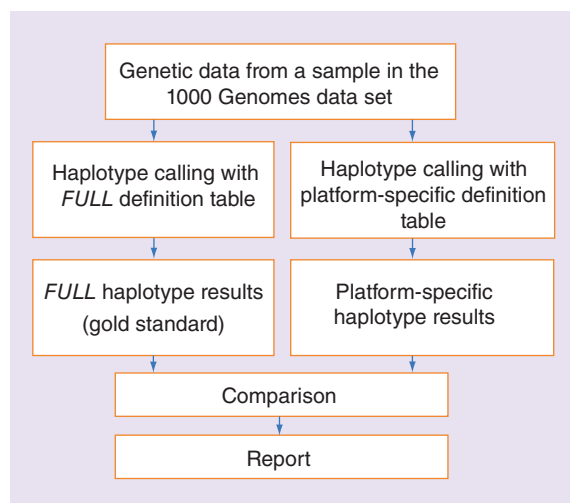 Genetic data from a sample in the
1000 Genomes data set
Haplotype calling with
FULL definition table
Haplotype calling with
platform-specific definition
table
FULL haplotype results
(gold standard)
Platform-specific
haplotype results
Comparison
Report